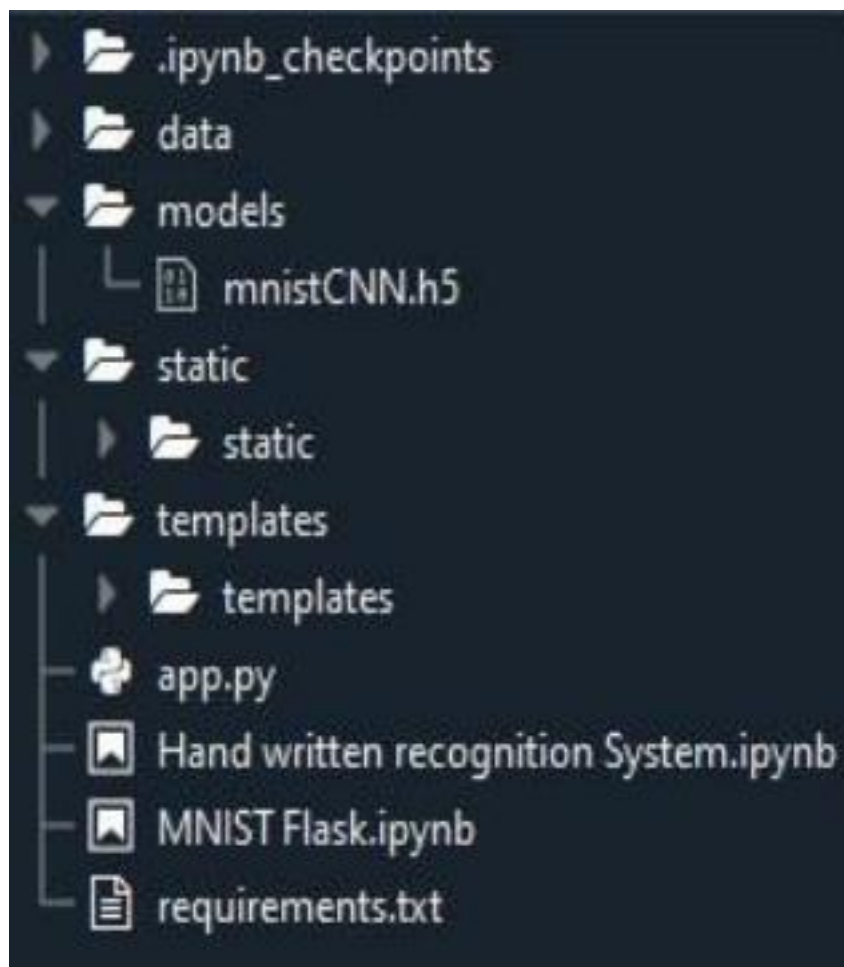 .ipynb_checkpoints
data
models
mnistCNN.h5
static
static
templates
templates
app.py
Hand written recognition System.ipynb
MNIST Flask.ipynb
requirements.txt